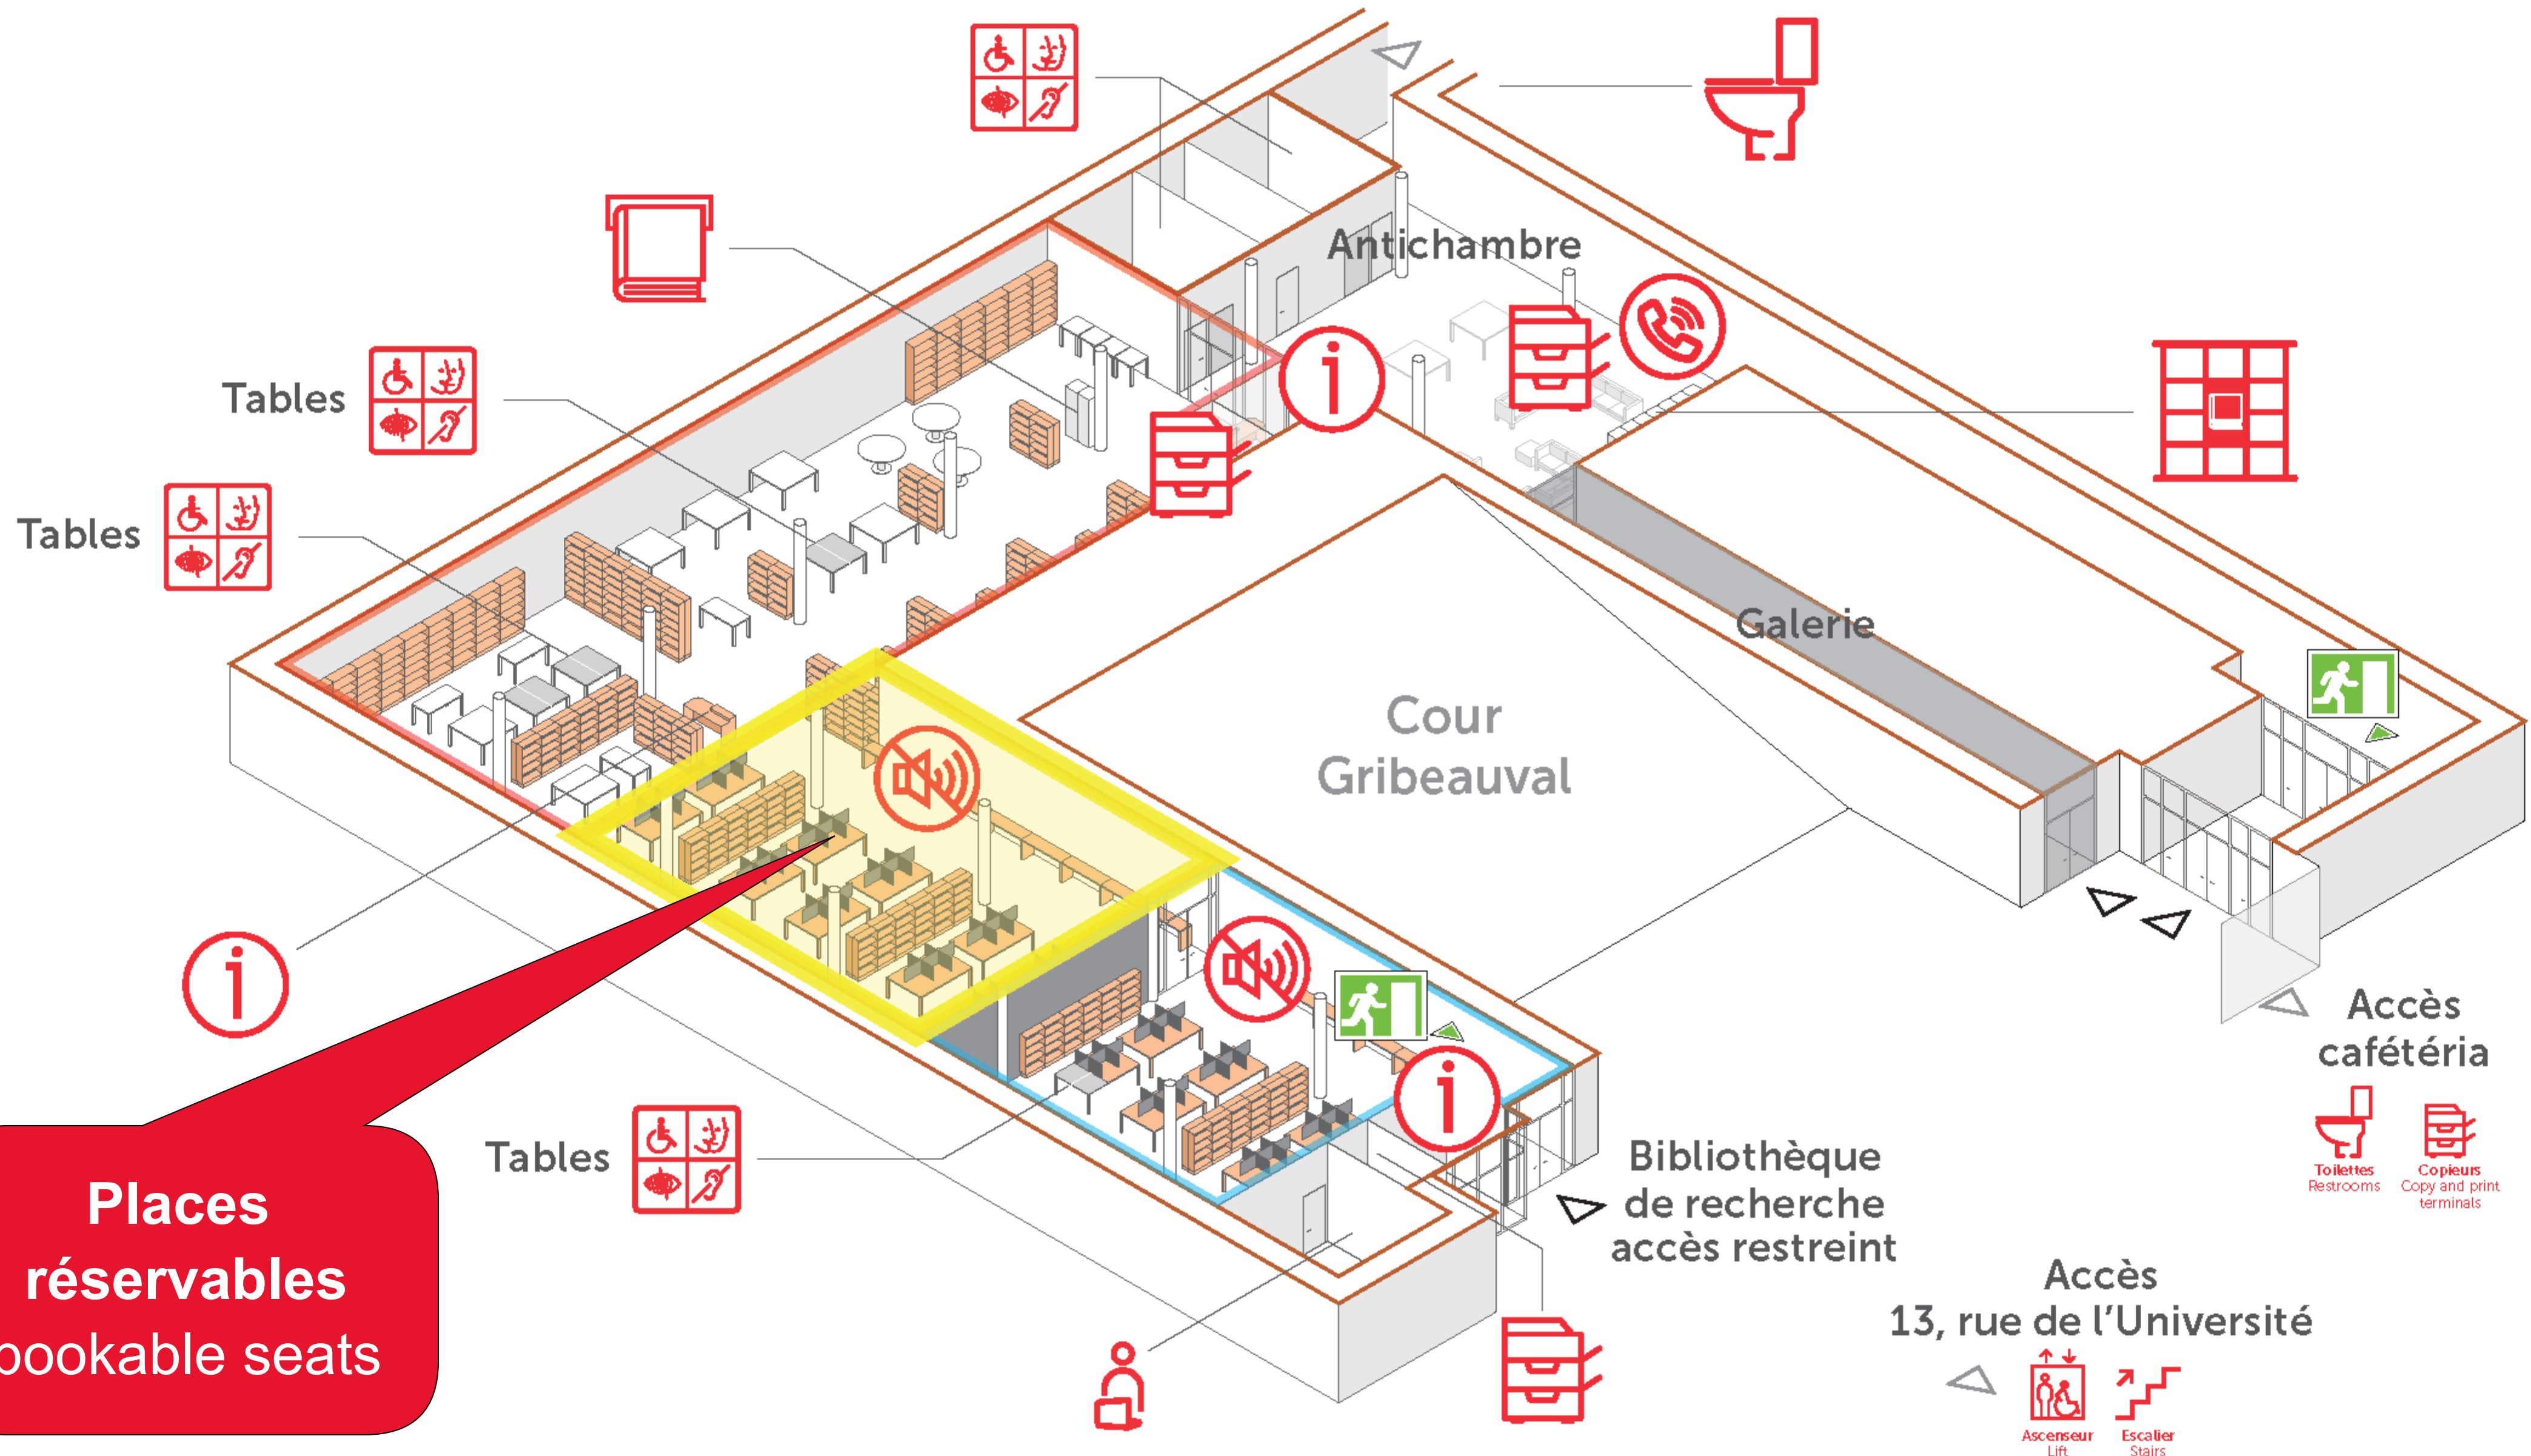 Antichambre
Tables
Tables
Galerie
Cour
Gribeauval
Accès
cafétéria
Toilettes
Restrooms
Copieurs
Copy and print
terminals
Tables
Bibliothèque
de recherche
accès restreint
Places
réservables
bookable seats
Accès
13, rue de l'Université
Ascenseur
Lift
Escalier
Stairs